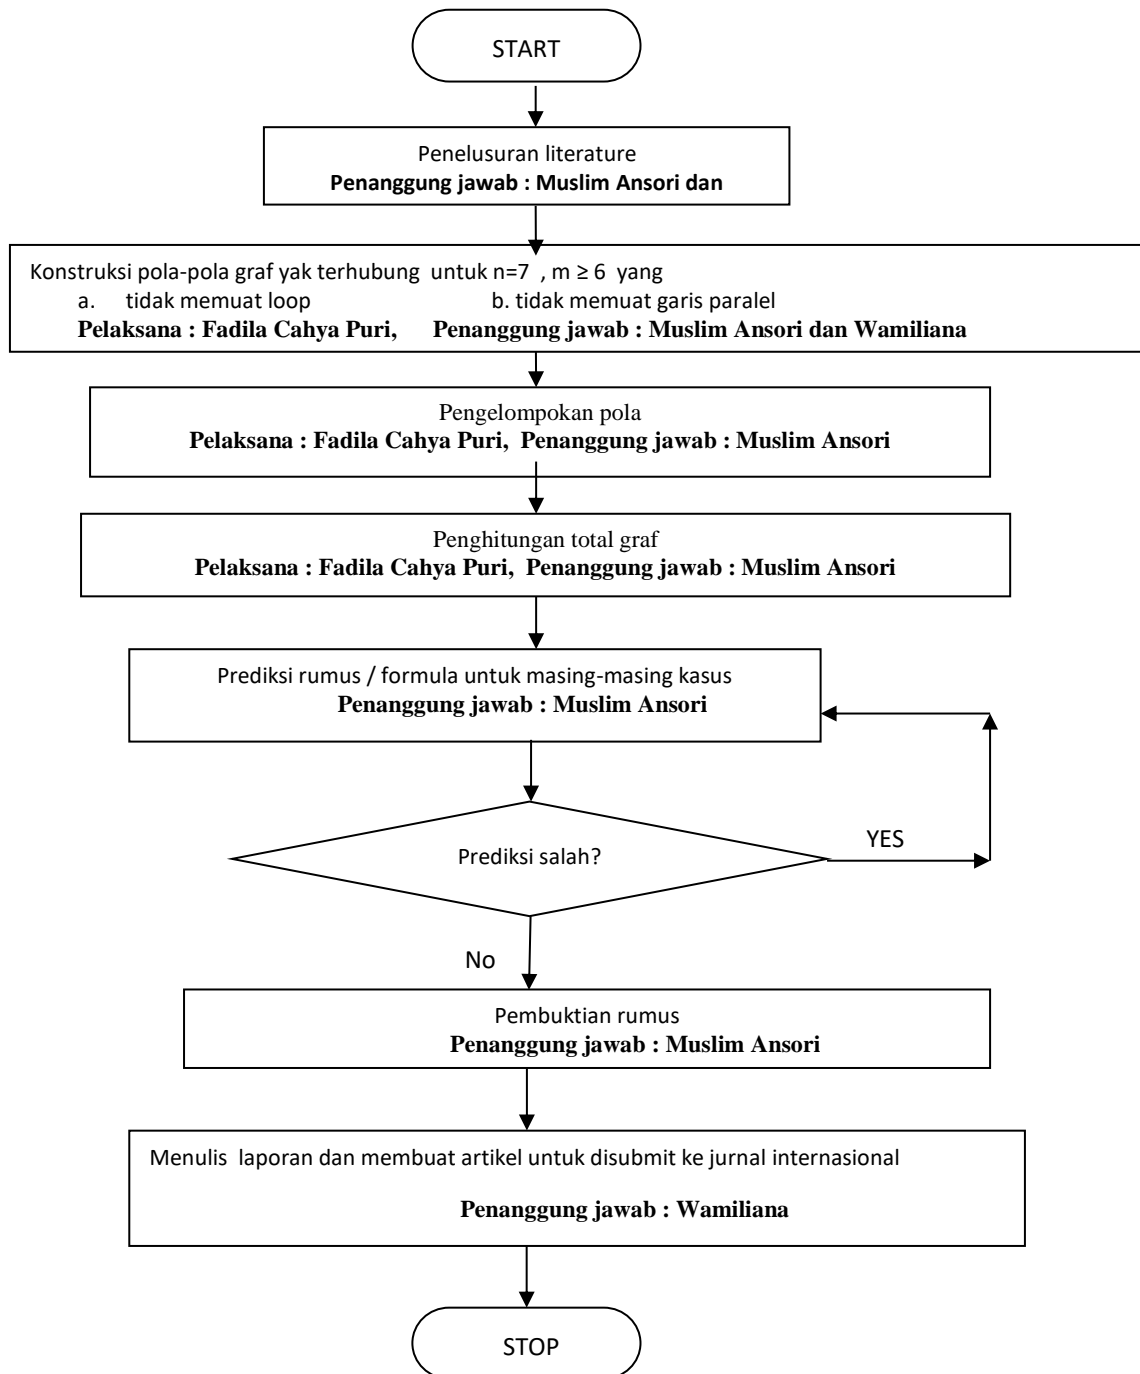 START
Penelusuran literature
Penanggung jawab : Muslim Ansori dan
Konstruksi pola-pola graf yak terhubung untuk n=7 , m ≥ 6 yang
a. tidak memuat loop b. tidak memuat garis paralel
Pelaksana : Fadila Cahya Puri, Penanggung jawab : Muslim Ansori dan Wamiliana
Pengelompokan pola
Pelaksana : Fadila Cahya Puri, Penanggung jawab : Muslim Ansori
Penghitungan total graf
Pelaksana : Fadila Cahya Puri, Penanggung jawab : Muslim Ansori
Prediksi rumus / formula untuk masing-masing kasus
Penanggung jawab : Muslim Ansori
Prediksi salah?
YES
No
Pembuktian rumus
Penanggung jawab : Muslim Ansori
Menulis laporan dan membuat artikel untuk disubmit ke jurnal internasional
Penanggung jawab : Wamiliana
STOP